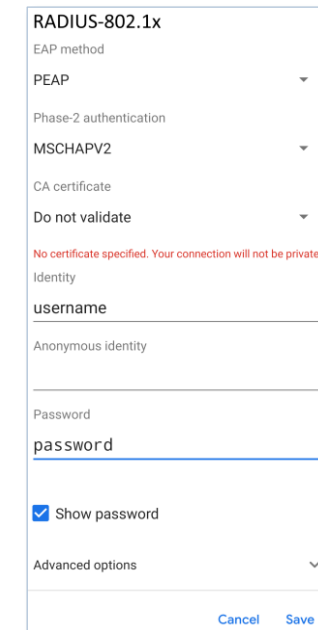 RADIUS-802.1x
EAP method
PEAP
Phase-2 authentication
MSCHAPV2
CA certificate
Do not validate
No certificate specified. Your connection will not be private
Identity
username
Anonymous identity
Password
password
Show password
Advanced options
Cancel Save